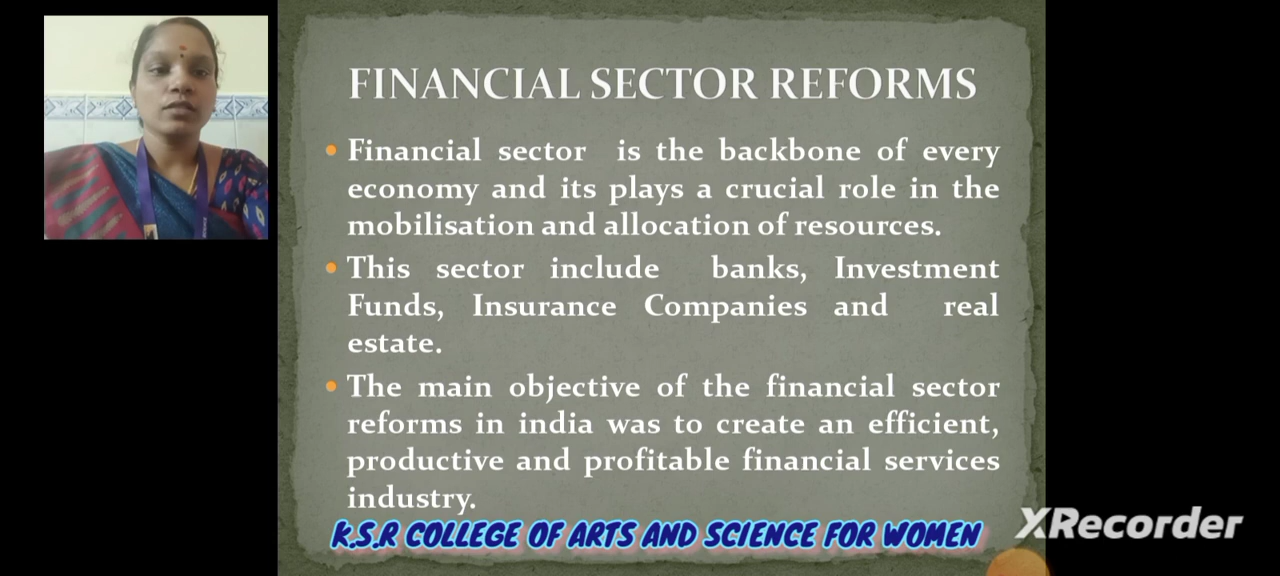 FINANCIAL SECTOR REFORMS
Financial sector is the backbone of every
economy and its plays a crucial role in the
mobilisation and allocation of resources.
This sector include banks, Investment
Funds, Insurance Companies and real
estate.
The main objective of the financial sector
reforms in india was to create an efficient,
productive and profitable financial services
industry.
K.S.R COLLEGE OF ARTS AND SCIENCE FOR WOMEN
XRecorder